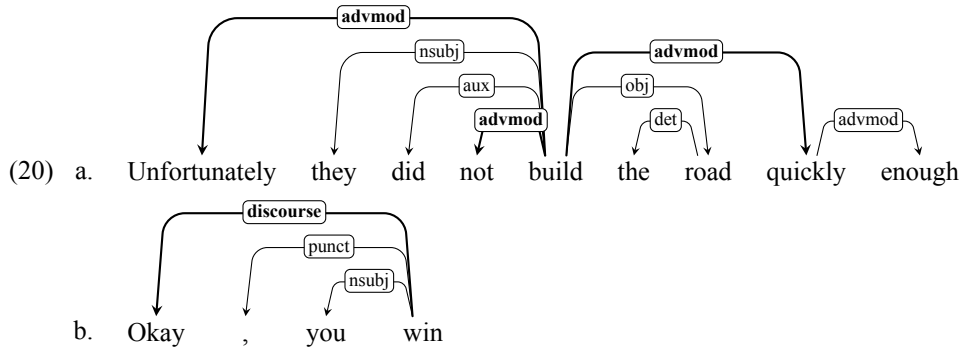 advmod
nsubj
advmod
aux
obj
advmod
det
advmod
(20) a. Unfortunately they did not build the road quickly enough
discourse
punct
nsubj
b. Okay , you win